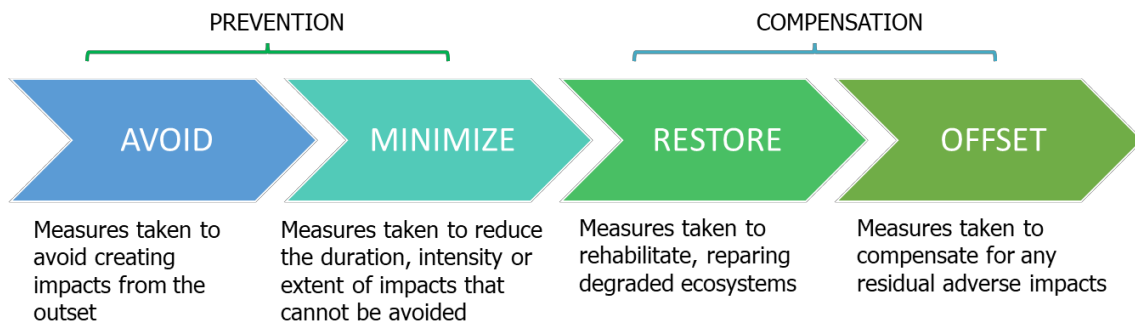 PREVENTION
COMPENSATION
AVOID
MINIMIZE
RESTORE
OFFSET
Measures taken to
avoid creating
impacts from the
outset
Measures taken to reduce
the duration, intensity or
extent of impacts that
cannot be avoided
Measures taken to
rehabilitate, reparing
degraded ecosystems
Measures taken to
compensate for any
residual adverse impacts